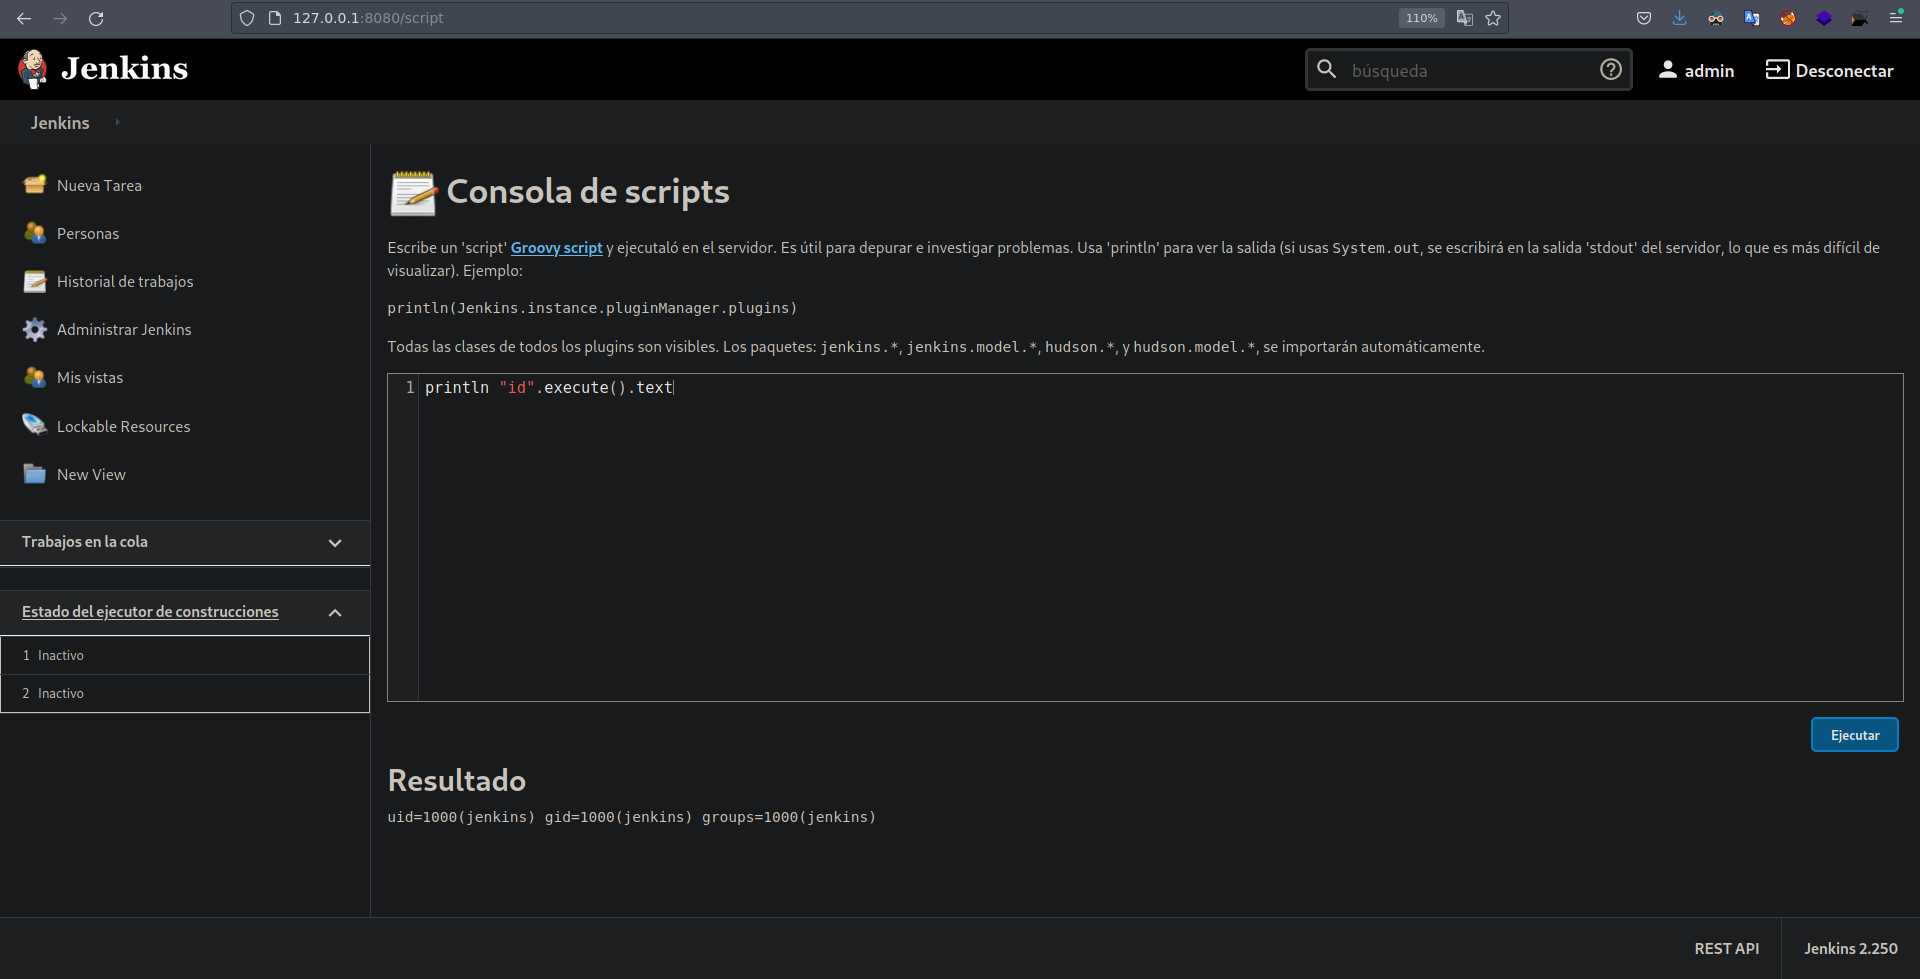 127.0.0.1:8080/script
110%
Jenkins
búsqueda
admin
Desconectar
Jenkins
Nueva Tarea
Personas
Historial de trabajos
Administrar Jenkins
Mis vistas
Lockable Resources
New View
Trabajos en la cola
Estado del ejecutor de construcciones
1 Inactivo
2 Inactivo
Consola de scripts
Escribe un 'script' Groovy script y ejecutaló en el servidor. Es útil para depurar e investigar problemas. Usa 'println' para ver la salida (si usas System.out, se escribirá en la salida 'stdout' del servidor, lo que es más difícil de
visualizar). Ejemplo:
println(Jenkins.instance.pluginManager.plugins)
Todas las clases de todos los plugins son visibles. Los paquetes: jenkins.*, jenkins.model.*, hudson.*, y hudson.model.*, se importarán automáticamente.
1 println "id".execute().text
Ejecutar
Resultado
uid=1000(jenkins) gid=1000(jenkins) groups=1000(jenkins)
REST API
Jenkins 2.250